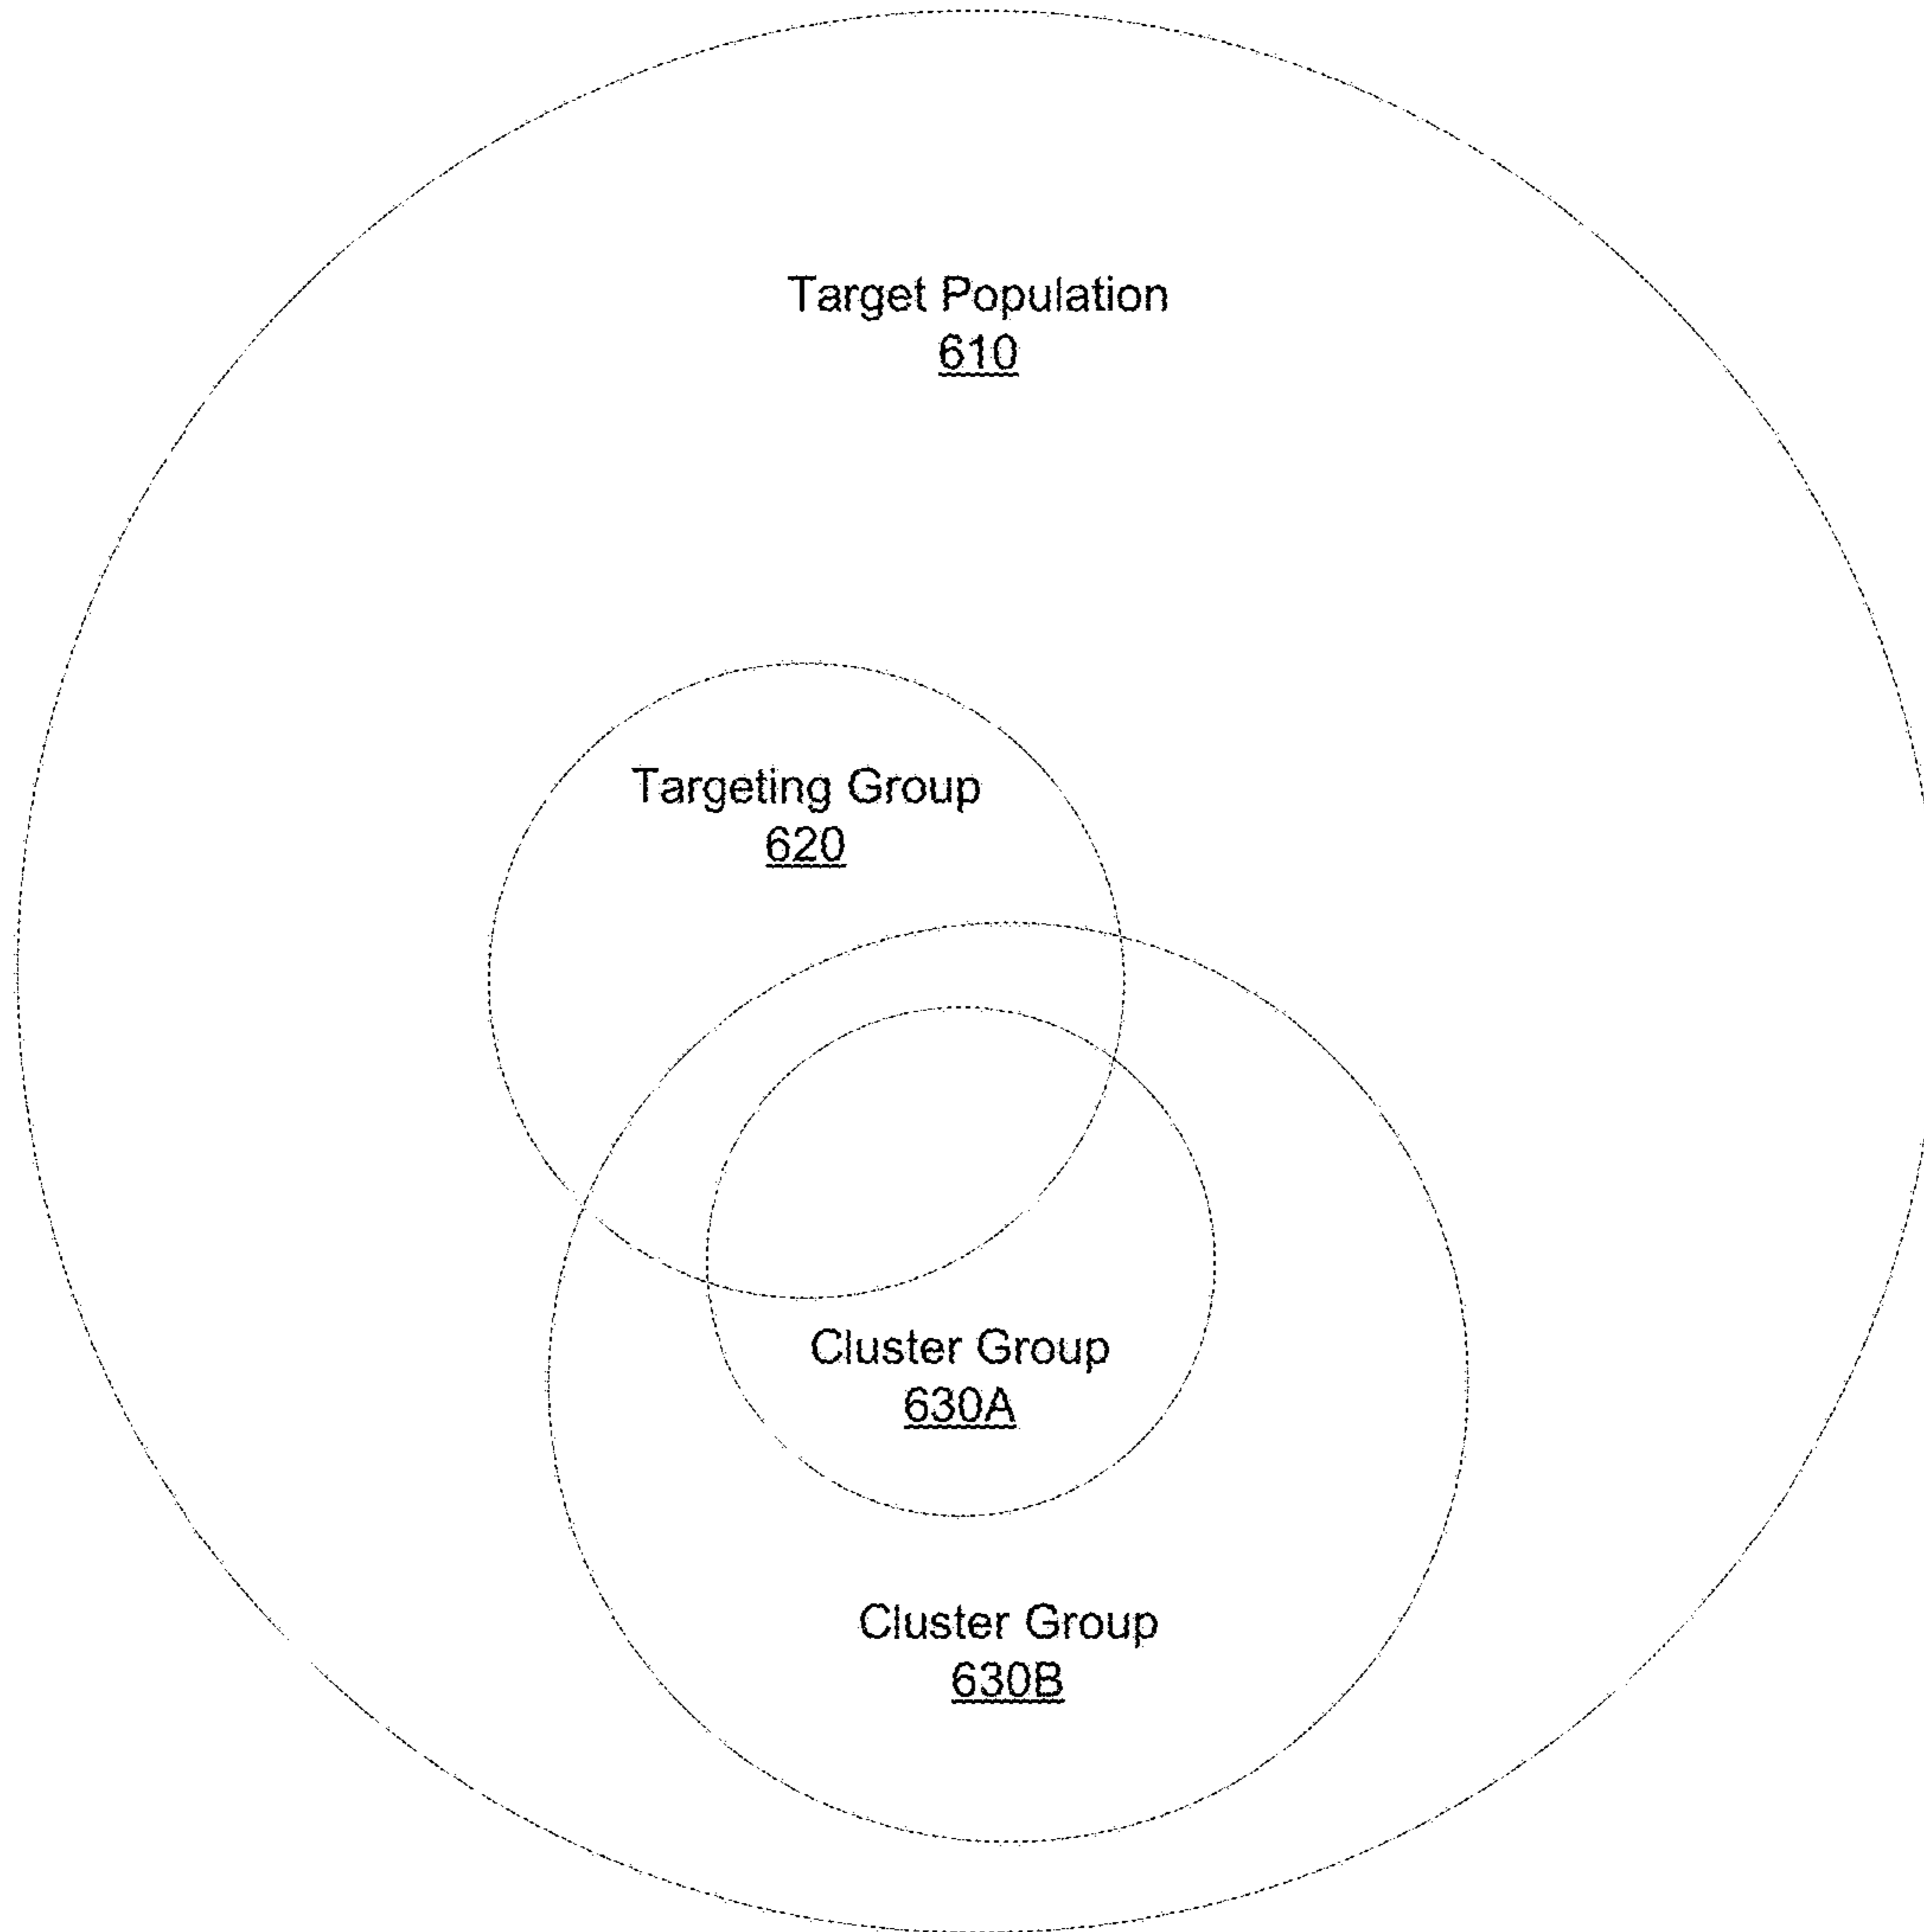 Target Population
610
Targeting Group
620
Cluster Group
630A
Cluster Group
630B